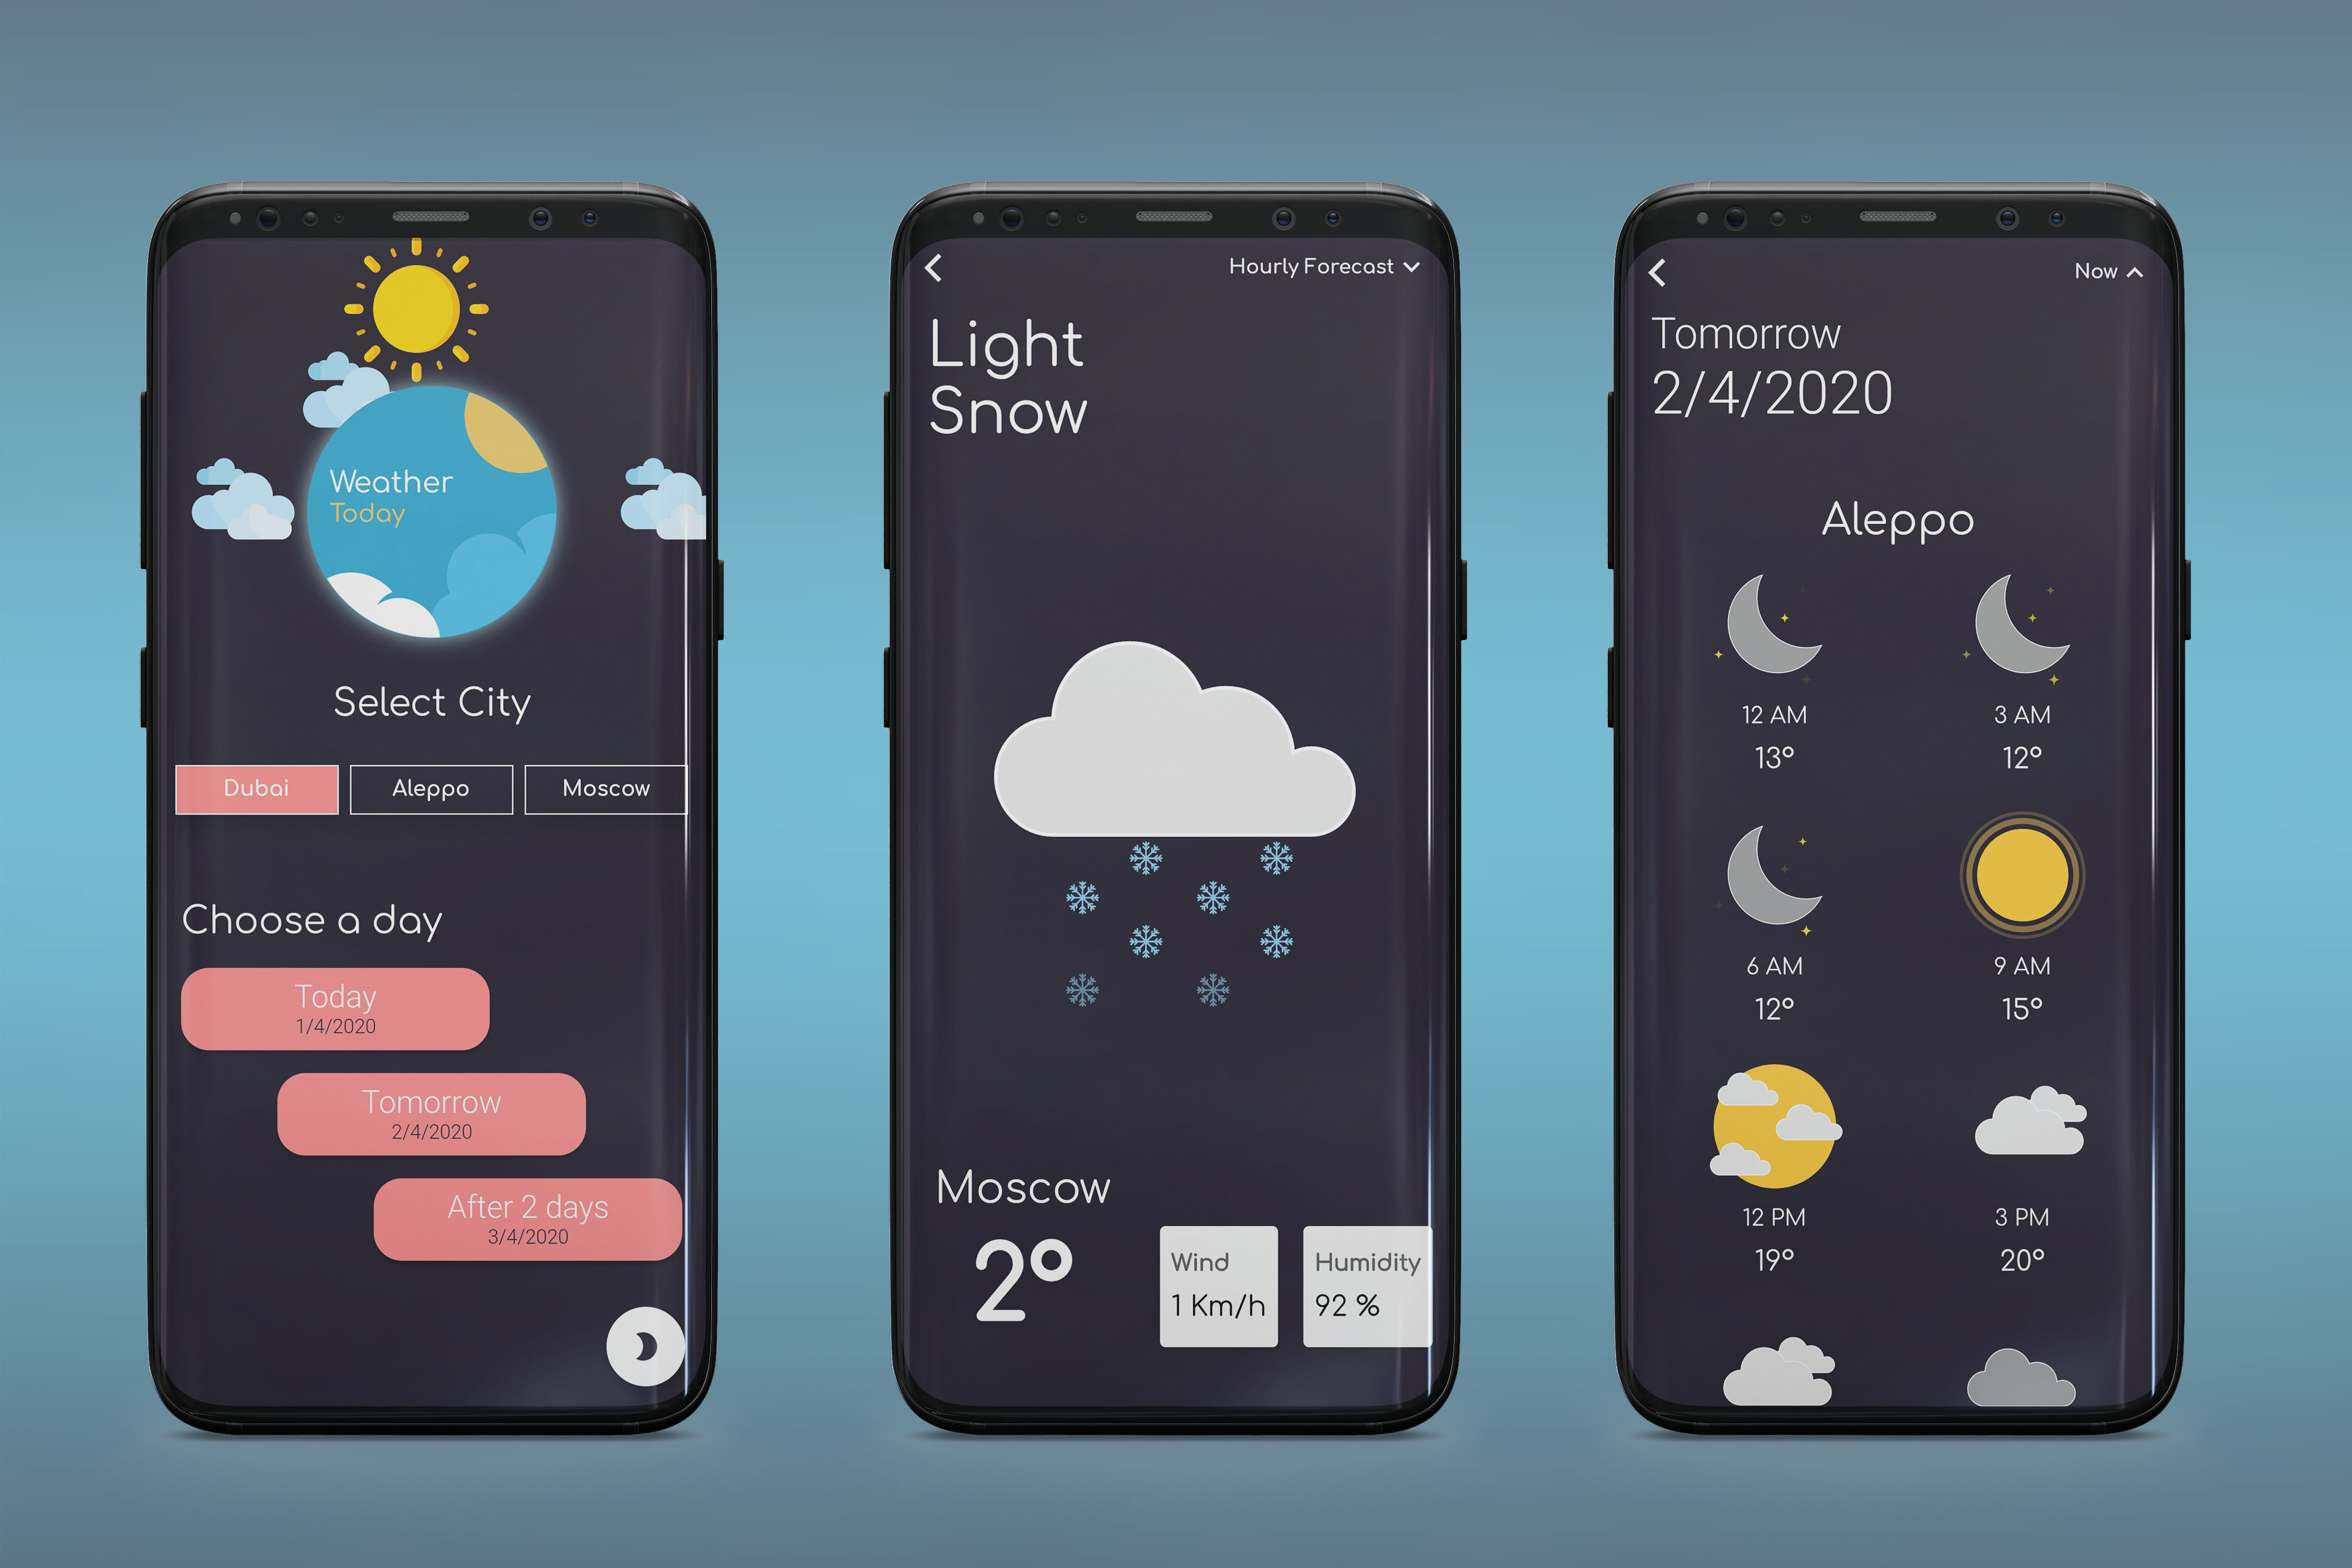 Weather
Today
Select City
Dubai Aleppo Moscow
Choose a day
Today
1/4/2020
Tomorrow
2/4/2020
After 2 days
3/4/2020
Hourly Forecast
Light
Snow
Moscow
2°
Wind
1 Km/h
Humidity
92 %
Now
Tomorrow
2/4/2020
Aleppo
12 AM 3 AM
13° 12°
6 AM 9 AM
12° 15°
12 PM 3 PM
19° 20°